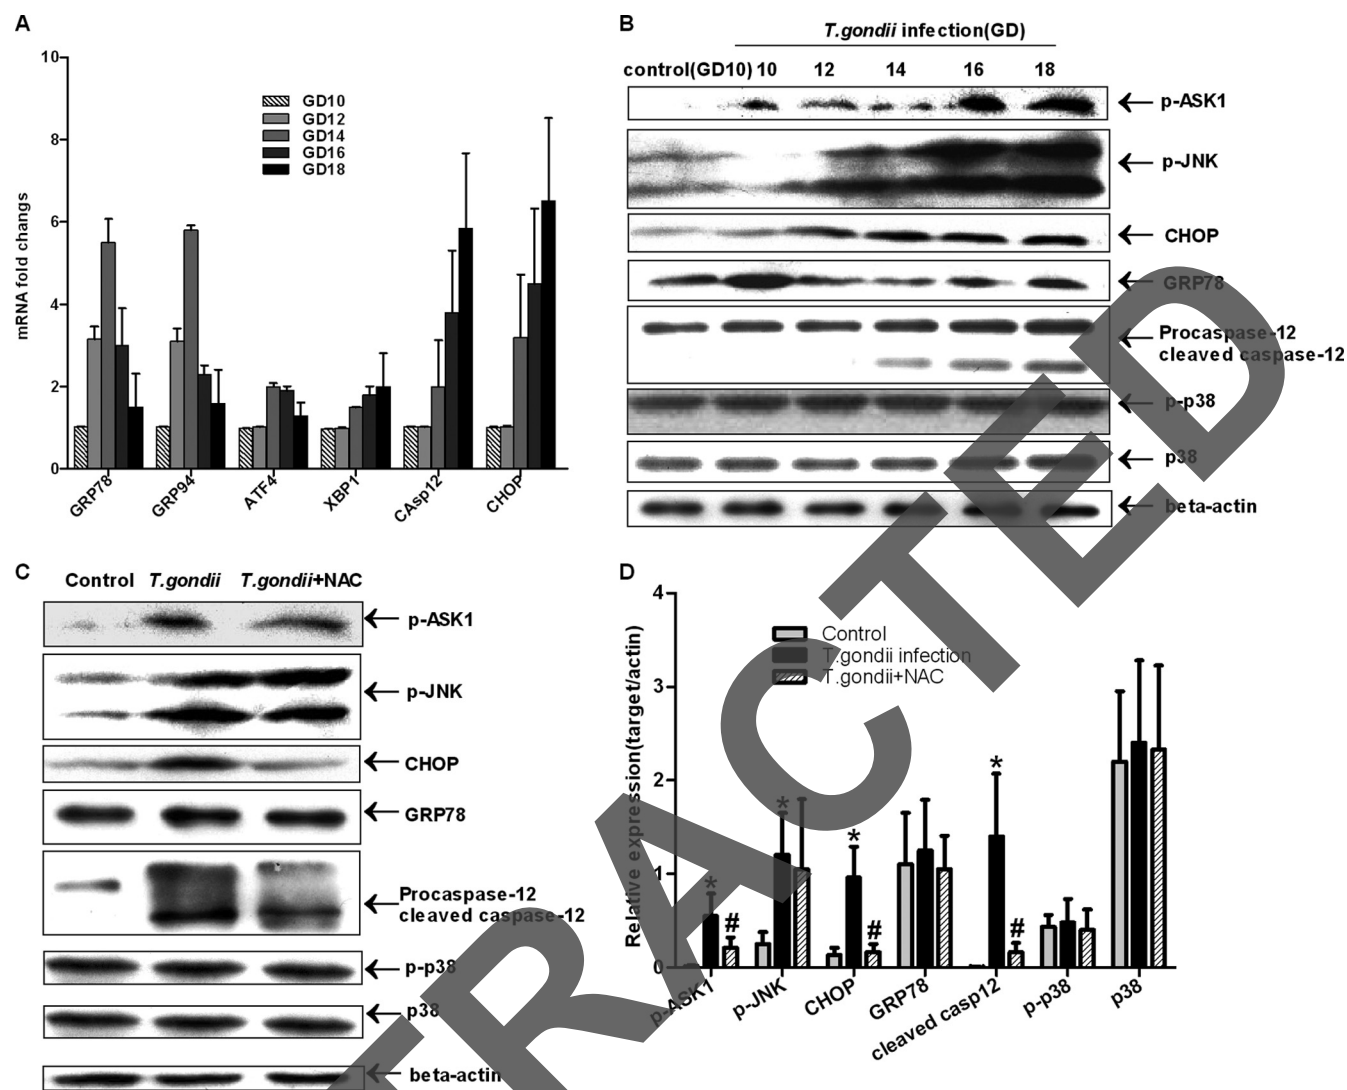 A
10
8
6
4
2
0
mRNA fold changes
GD10
GD12
GD14
GD16
GD18
GRP78
GRP94
ATF4
XBP1
CAsp12
CHOP
B
T.gondii infection(GD)
control(GD10) 10 12 14 16 18
p-ASK1
p-JNK
CHOP
GRP78
Procaspase-12
cleaved caspase-12
p-p38
p38
beta-actin
C
Control T.gondii T.gondii+NAC
p-ASK1
p-JNK
CHOP
GRP78
Procaspase-12
cleaved caspase-12
p-p38
p38
beta-actin
D
4
3
2
1
0
Relative expression(target/actin)
Control
T.gondii infection
T.gondii+NAC
*
#
*
*
#
*
#
p-ASK1
p-JNK
CHOP
GRP78
cleaved casp12
p-p38
p38
TRACTED